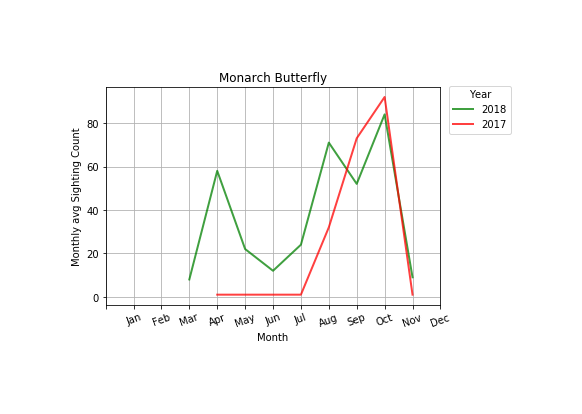 Monarch Butterfly
Year
2018
2017
Monthly avg Sighting Count
80
60
40
20
0
Jan Feb Mar Apr May Jun Jul Aug Sep Oct Nov Dec
Month